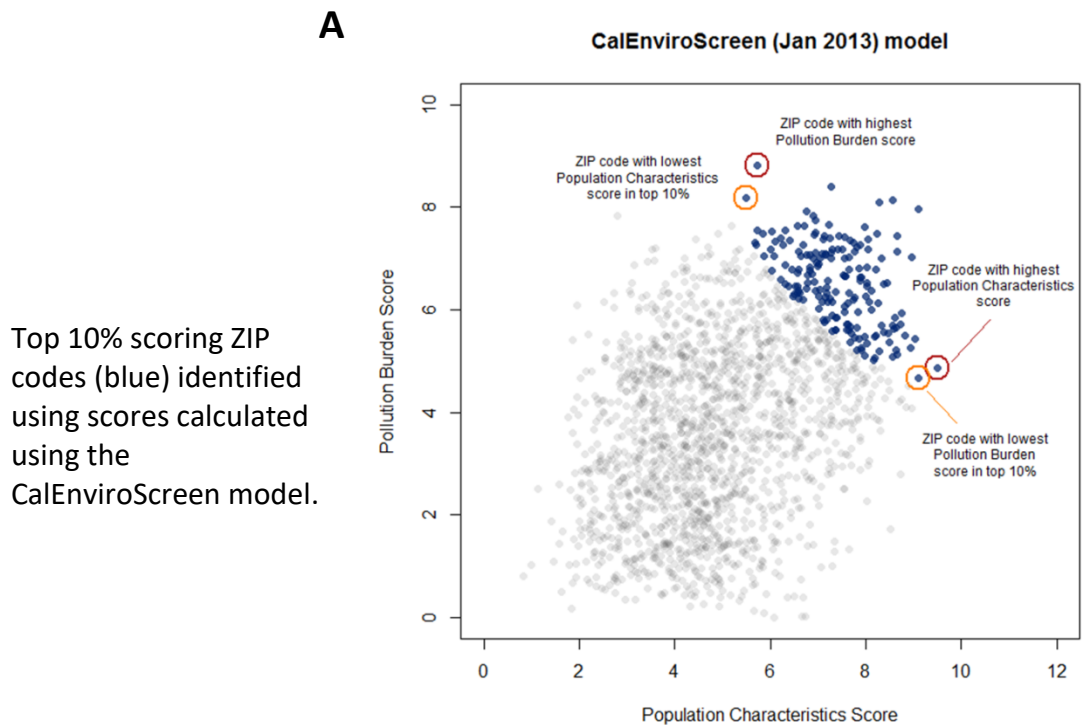 A
CalEnviroScreen (Jan 2013) model
Top 10% scoring ZIP
codes (blue) identified
using scores calculated
using the
CalEnviroScreen model.
Pollution Burden Score
10
8
6
4
2
0
ZIP code with highest
Pollution Burden score
ZIP code with lowest
Population Characteristics
score in top 10%
ZIP code with highest
Population Characteristics
score
ZIP code with lowest
Pollution Burden
score in top 10%
0 2 4 6 8 10 12
Population Characteristics Score